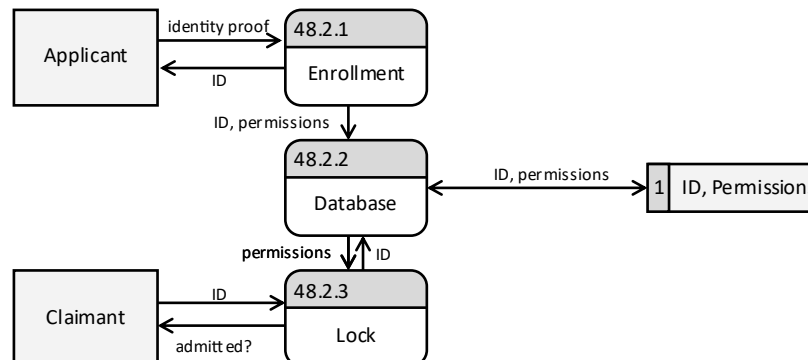 identity proof
48.2.1
Applicant
Enrollment
ID
ID, permissions
48.2.2
ID, permissions
1 ID, Permission
Database
permissions
ID
48.2.3
ID
Claimant
Lock
admitted?